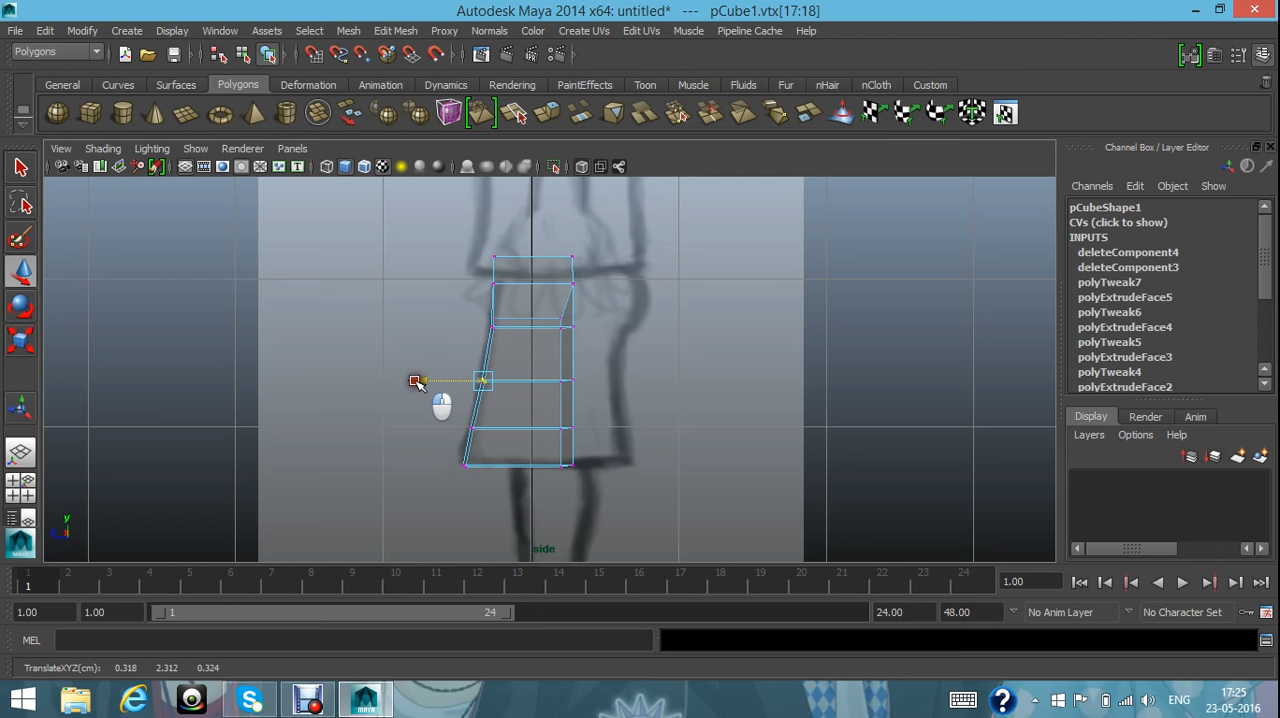 Autodesk Maya 2014 x64: untitled* --- pCube1.vtx[17:18]
File Edit Modify Create Display Window Assets Select Mesh Edit Mesh Proxy Normals Color Create UVs Edit UVs Muscle Pipeline Cache Help
Polygons
General Curves Surfaces Polygons Deformation Animation Dynamics Rendering PaintEffects Toon Muscle Fluids Fur nHair nCloth Custom
View Shading Lighting Show Renderer Panels
Channel Box / Layer Editor
Channels Edit Object Show
pCubeShape1
CVs (click to show)
INPUTS
deleteComponent4
deleteComponent3
polyTweak7
polyExtrudeFace5
polyTweak6
polyExtrudeFace4
polyTweak5
polyExtrudeFace3
polyTweak4
polyExtrudeFace2
Display Render Anim
Layers Options Help
y
side
1 2 3 4 5 6 7 8 9 10 11 12 13 14 15 16 17 18 19 20 21 22 23 24
1
1.00
1.00 1.00 1 24 24.00 48.00 No Anim Layer No Character Set
MEL
TranslateXYZ(cm): 0.318 2.312 0.324
MAYA
ENG
17:25
23-05-2016